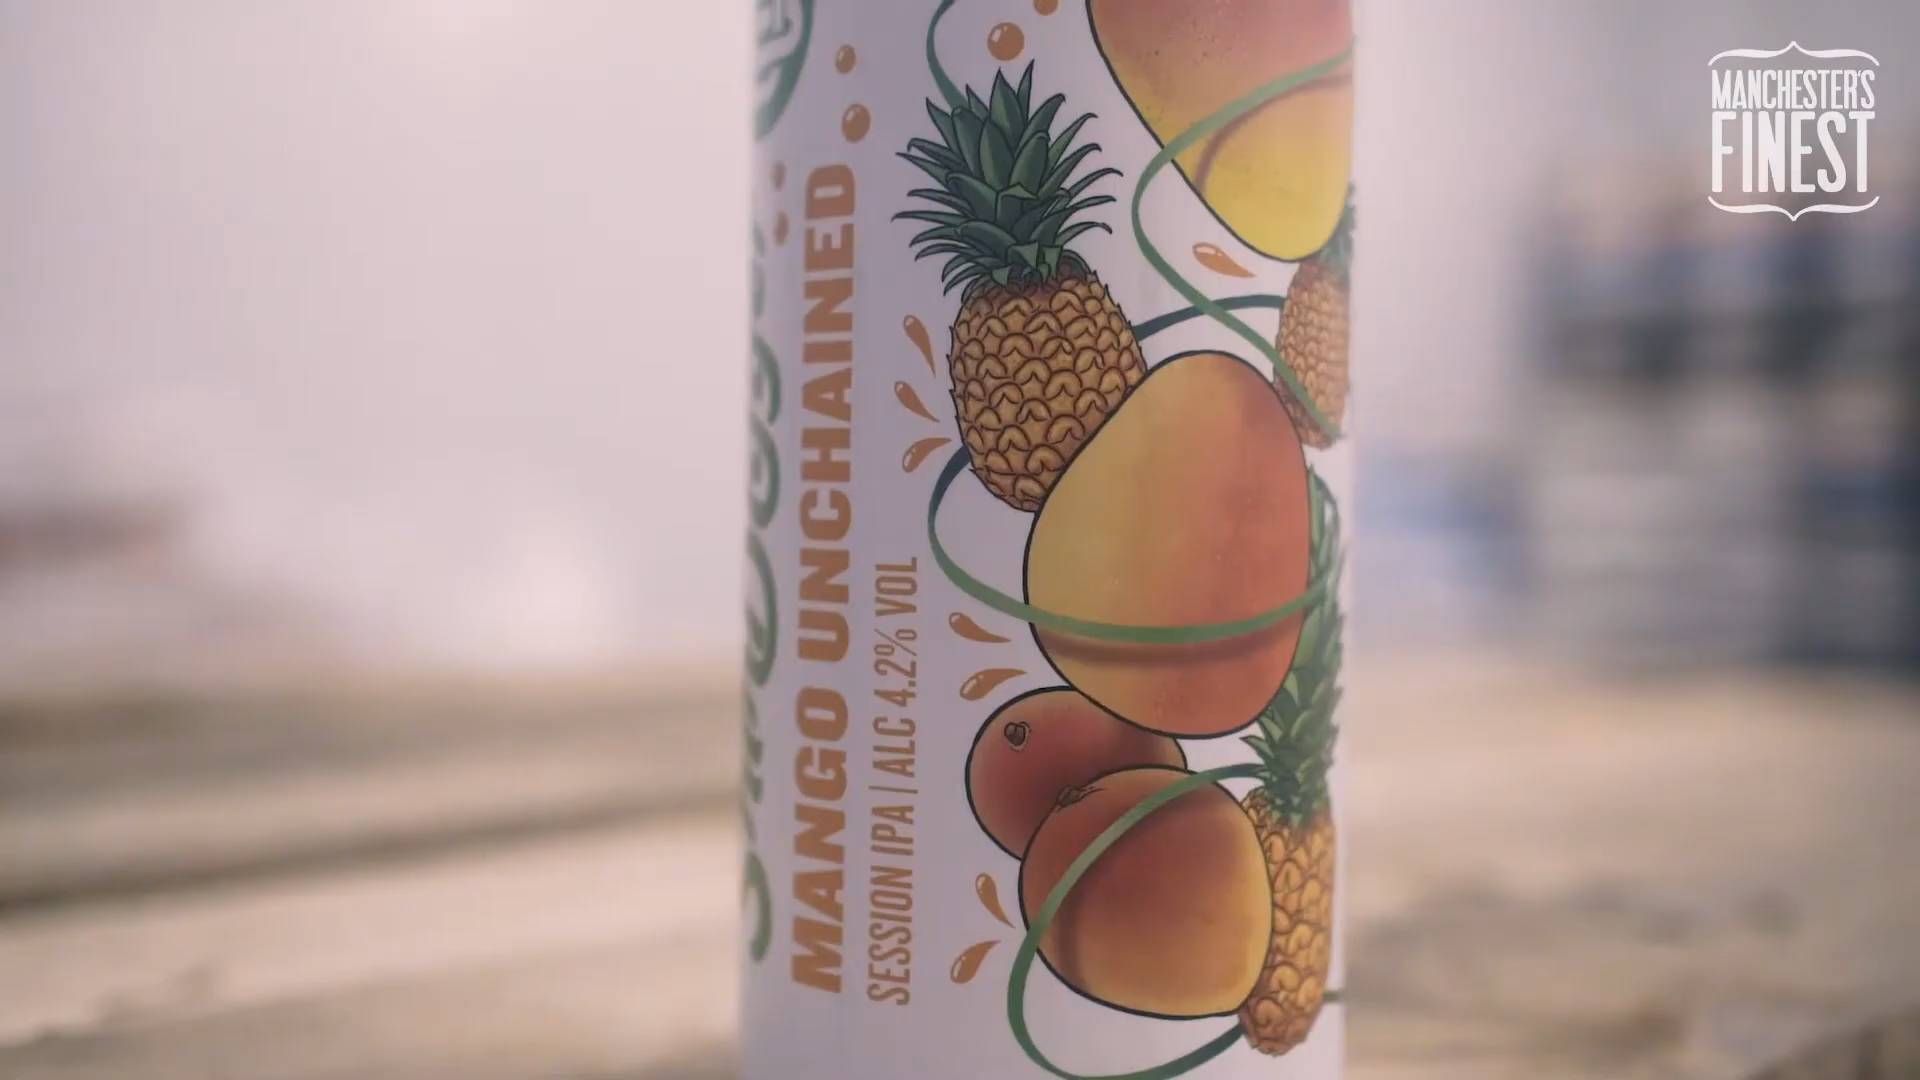 MANCHESTER'S
FINEST
MANGO UNCHAINED
SESSION IPA | ALC 4.2% VOL